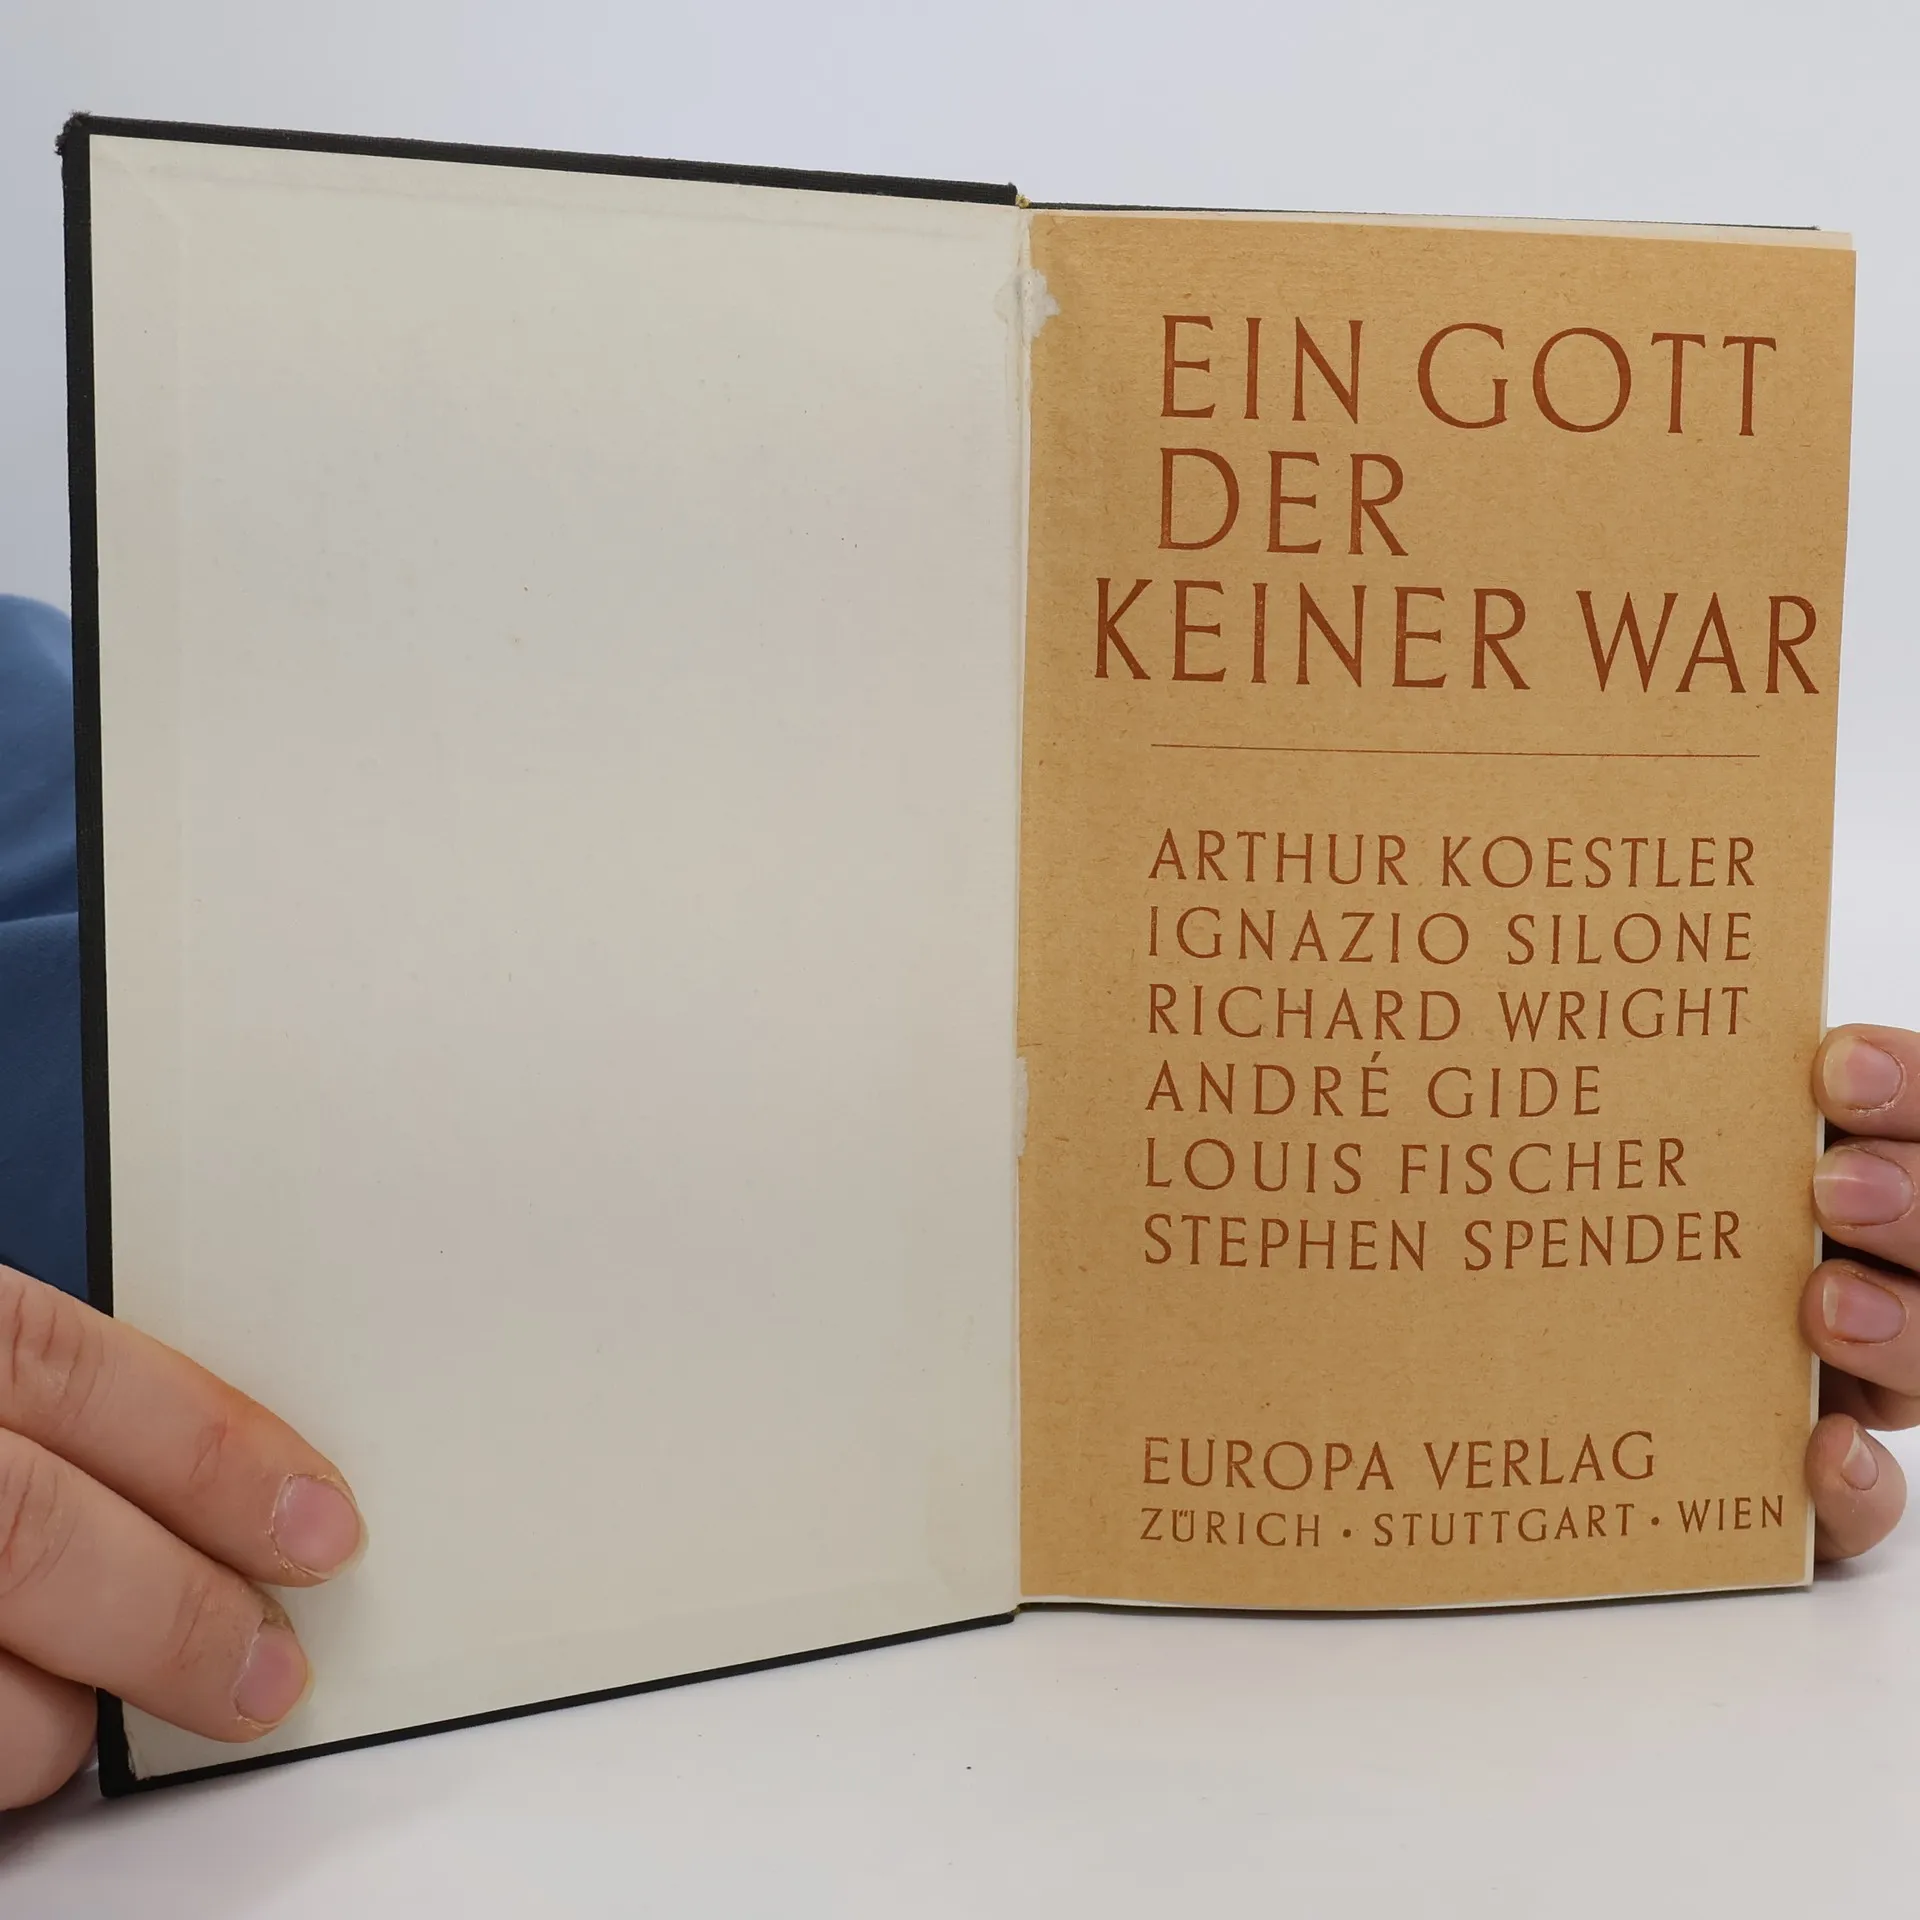 EIN GOTT
DER
KEINER WAR
ARTHUR KOESTLER
IGNAZIO SILONE
RICHARD WRIGHT
ANDRÉ GIDE
LOUIS FISCHER
STEPHEN SPENDER
EUROPA VERLAG
ZÜRICH · STUTTGART · WIEN